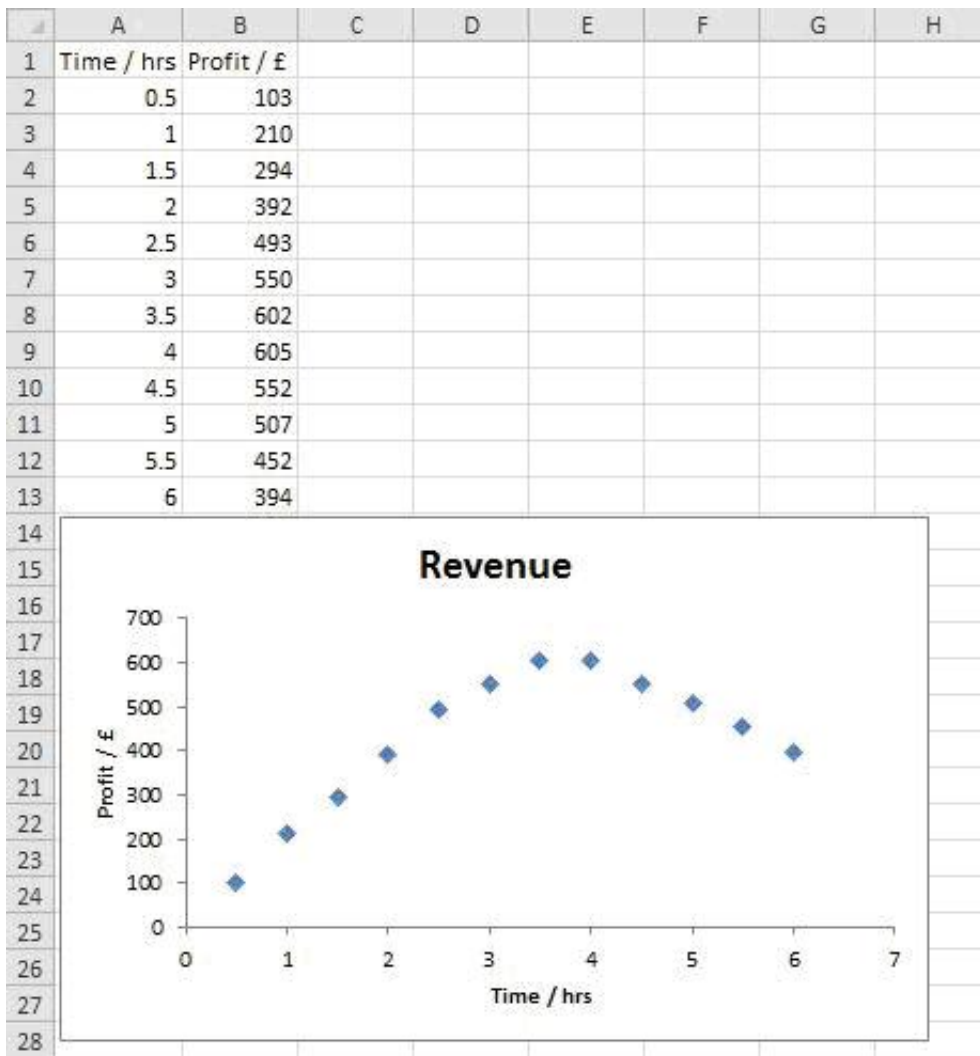 A B C D E F G H
1 Time / hrs Profit / £
2 0.5 103
3 1 210
4 1.5 294
5 2 392
6 2.5 493
7 3 550
8 3.5 602
9 4 605
10 4.5 552
11 5 507
12 5.5 452
13 6 394
14
15
16
17
18
19
20
21
22
23
24
25
26
27
28
Revenue
700
600
500
400
300
200
100
0
Profit / £
0 1 2 3 4 5 6 7
Time / hrs